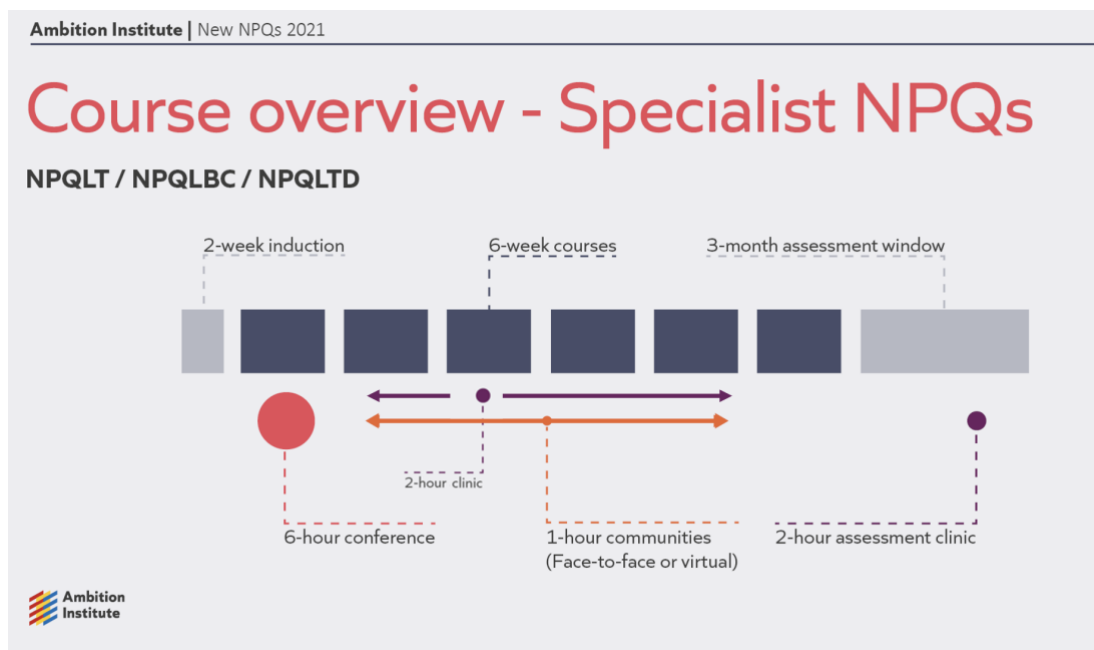 Ambition Institute | New NPQs 2021
Course overview - Specialist NPQs
NPQLT / NPQLBC / NPQLTD
2-week induction
6-week courses
3-month assessment window
2-hour clinic
6-hour conference
1-hour communities
(Face-to-face or virtual)
2-hour assessment clinic
Ambition
Institute